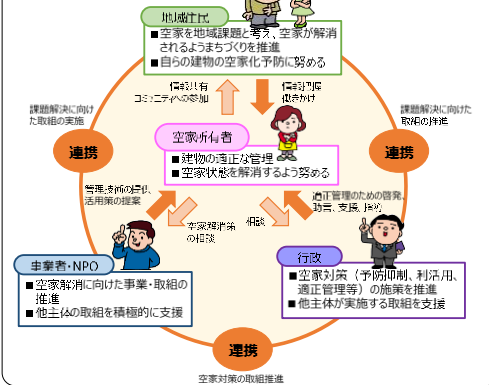 地域住民
■空家を地域課題と考え、空家が解消
されるようまちづくりを推進
■自らの建物の空家化予防に努める
情報共有
コミュニティへの参加
情報把握
働きかけ
課題解決に向け
た取組の実施
課題解決に向けた
取組の推進
連携
空家所有者
連携
■建物の適正な管理
■空家状態を解消するよう努める
管理技術の提供、
活用策の提案
適正管理のための啓発、
助言、支援、指導
空家解消策
の相談
相談
事業者・NPO
■空家解消に向けた事業・取組の
推進
■他主体の取組を積極的に支援
行政
■空家対策（予防抑制、利活用、
適正管理等）の施策を推進
■他主体が実施する取組を支援
連携
空家対策の取組推進